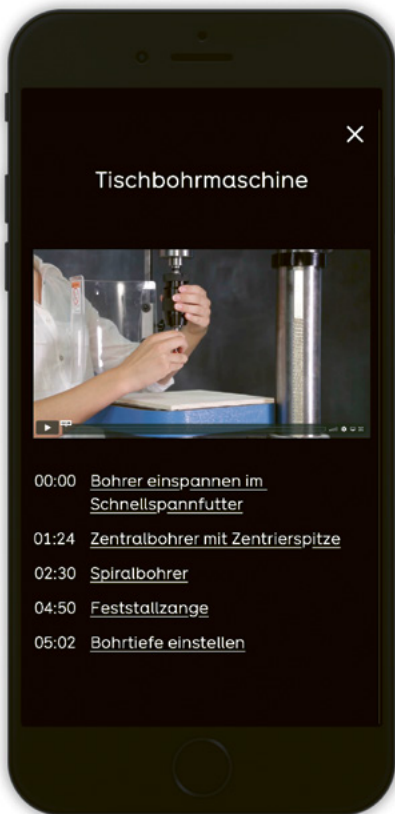 Tischbohrmaschine
00:00 Bohrer einspannen im
Schnellspannfutter
01:24 Zentralbohrer mit Zentrierspitze
02:30 Spiralbohrer
04:50 Feststallzange
05:02 Bohrtiefe einstellen